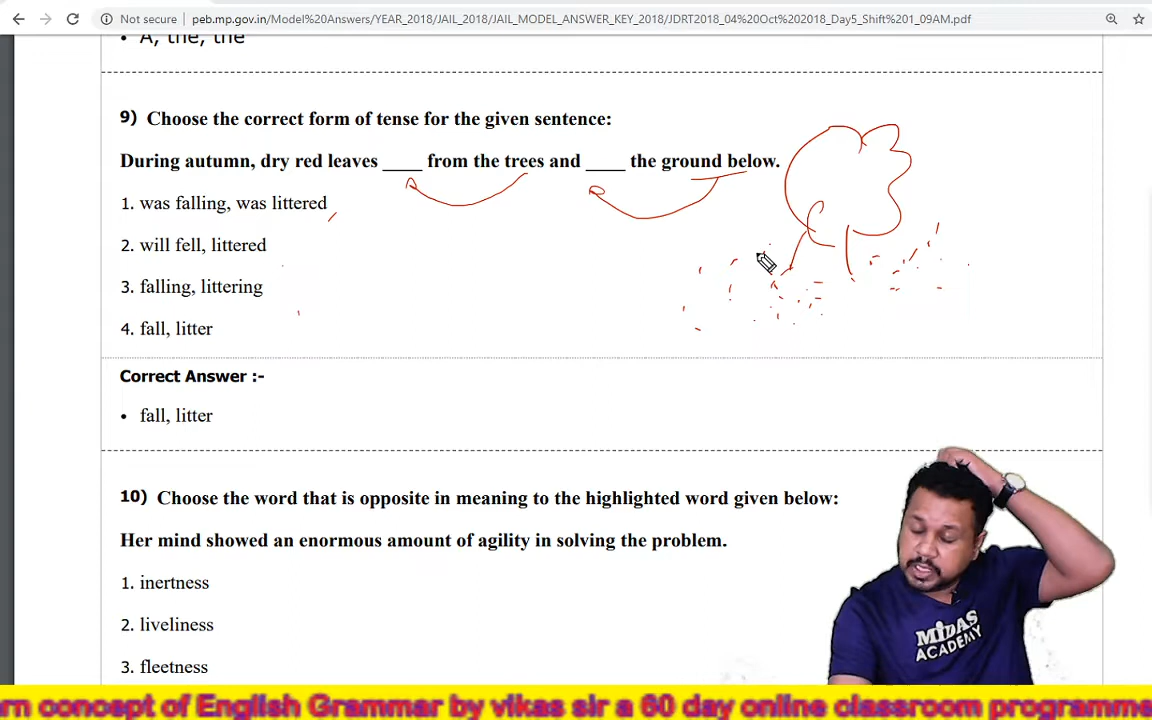 Not secure
peb.mp.gov.in/Model%20Answers/YEAR_2018/JAIL_2018/JAIL_MODEL_ANSWER_KEY_2018/JDRT2018_04%20Oct%202018_Day5_Shift%201_09AM.pdf
• A, the, the
9) Choose the correct form of tense for the given sentence:
During autumn, dry red leaves ____ from the trees and ____ the ground below.
1. was falling, was littered
2. will fell, littered
3. falling, littering
4. fall, litter
Correct Answer :-
• fall, litter
10) Choose the word that is opposite in meaning to the highlighted word given below:
Her mind showed an enormous amount of agility in solving the problem.
1. inertness
2. liveliness
3. fleetness
MIDAS
ACADEMY
rn concept of English Grammar by vikas sir a 60 day online classroom programme